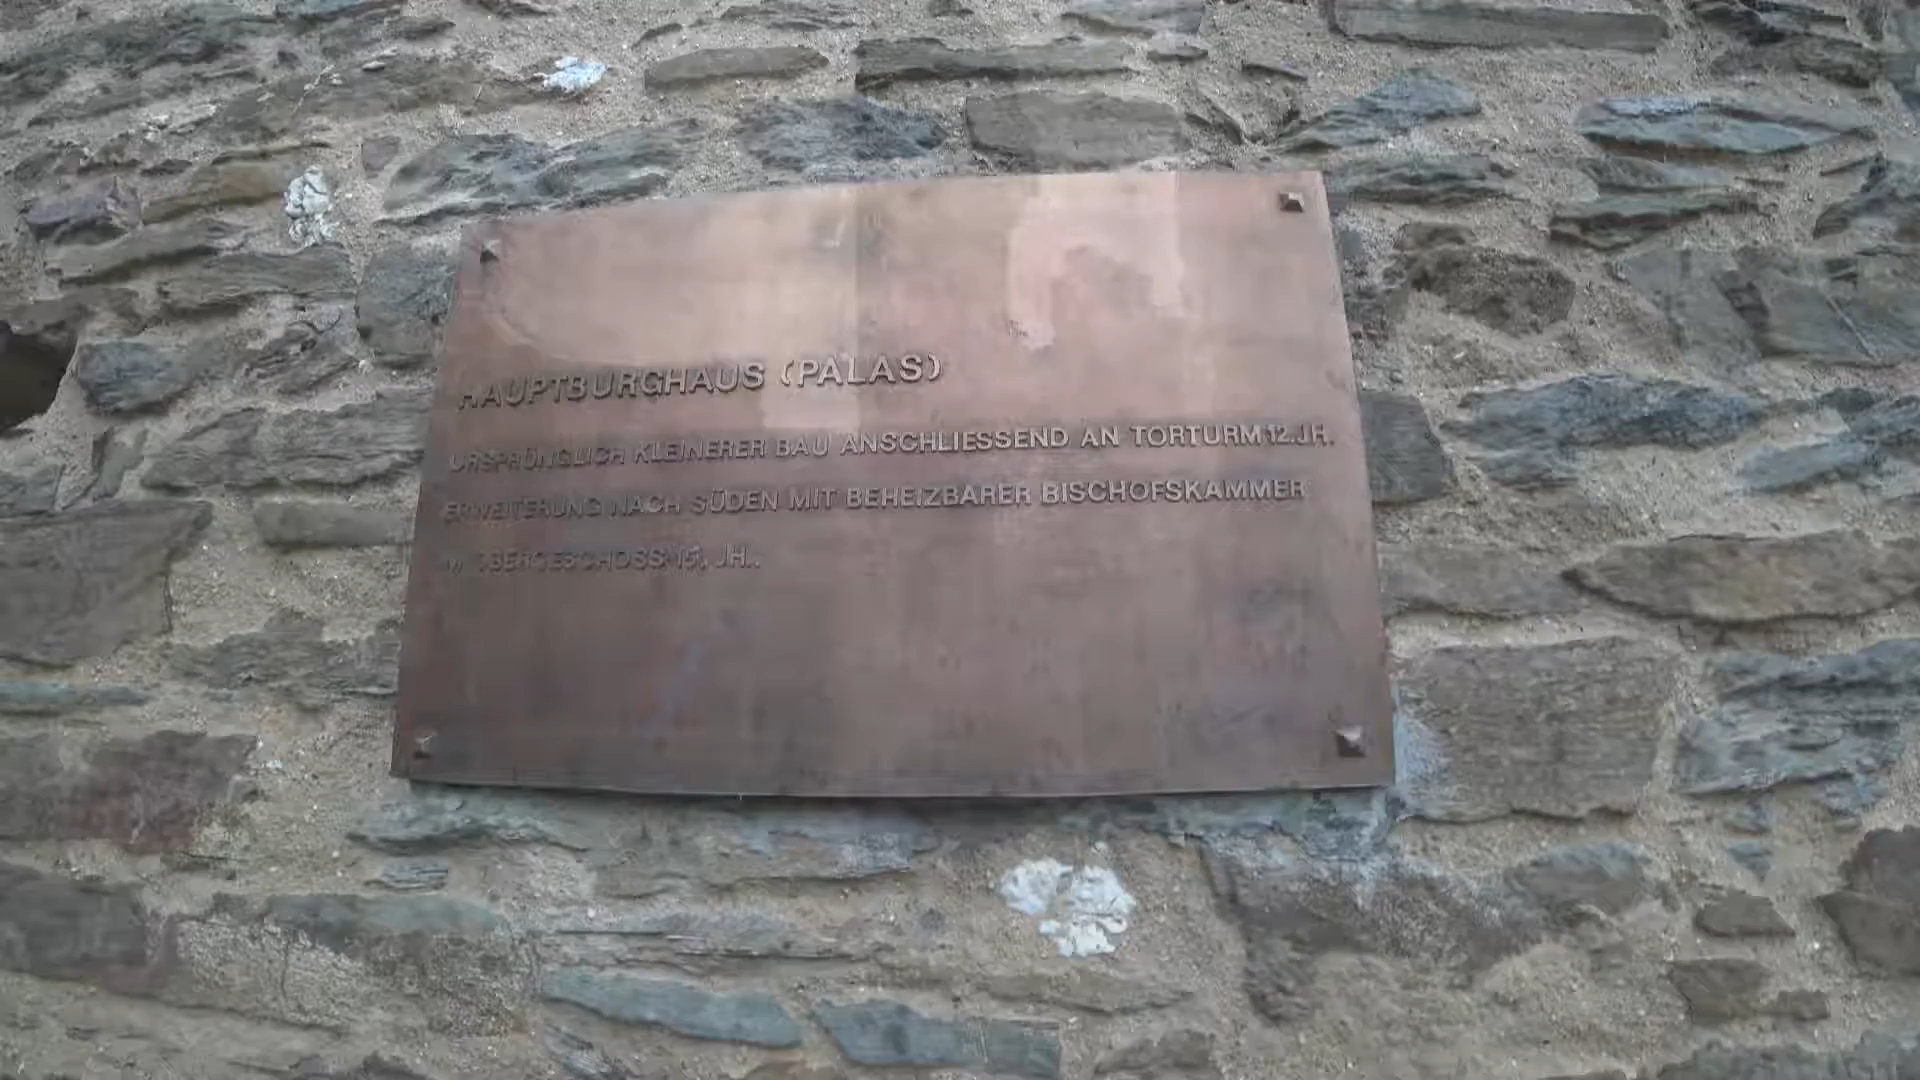 HAUPTBURGHAUS (PALAS)
URSPRÜNGLICH KLEINERER BAU ANSCHLIESSEND AN TORTURM 12. JH.
ERWEITERUNG NACH SÜDEN MIT BEHEIZBARER BISCHOFSKAMMER
IM OBERGESCHOSS 15. JH..